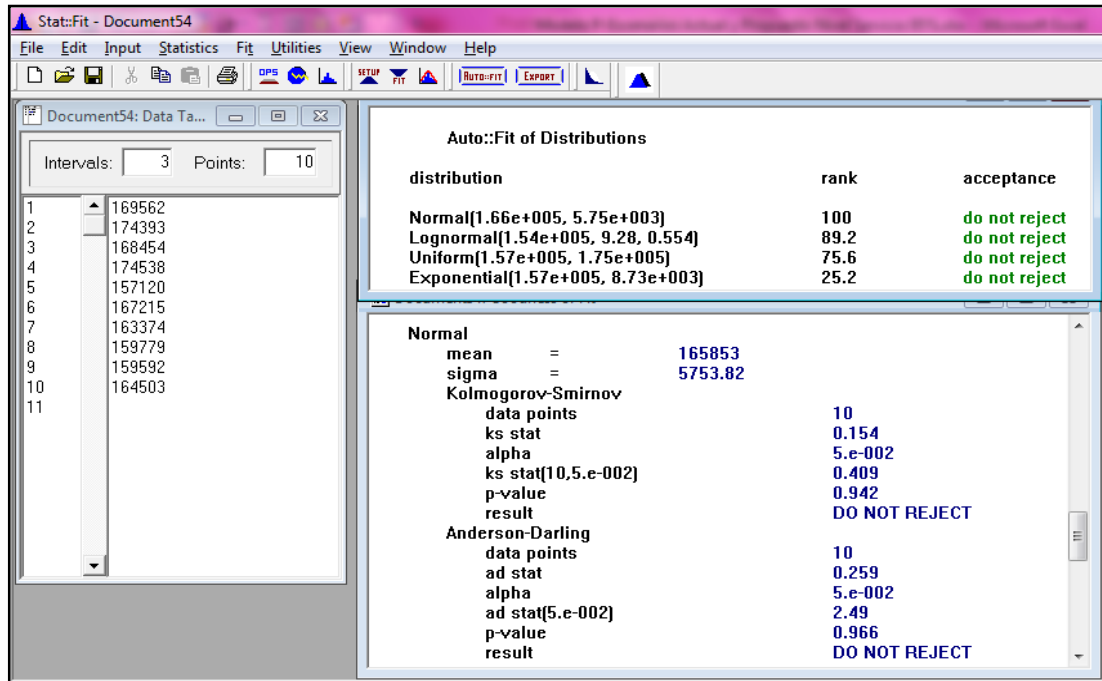 Stat::Fit - Document54
File Edit Input Statistics Fit Utilities View Window Help
OPS SETUP FIT AUTO::FIT EXPORT
Document54: Data Ta...
Intervals: 3 Points: 10
1 169562
2 174393
3 168454
4 174538
5 157120
6 167215
7 163374
8 159779
9 159592
10 164503
11
Auto::Fit of Distributions
distribution rank acceptance
Normal(1.66e+005, 5.75e+003) 100 do not reject
Lognormal(1.54e+005, 9.28, 0.554) 89.2 do not reject
Uniform(1.57e+005, 1.75e+005) 75.6 do not reject
Exponential(1.57e+005, 8.73e+003) 25.2 do not reject
Normal
mean = 165853
sigma = 5753.82
Kolmogorov-Smirnov
data points 10
ks stat 0.154
alpha 5.e-002
ks stat(10,5.e-002) 0.409
p-value 0.942
result DO NOT REJECT
Anderson-Darling
data points 10
ad stat 0.259
alpha 5.e-002
ad stat(5.e-002) 2.49
p-value 0.966
result DO NOT REJECT